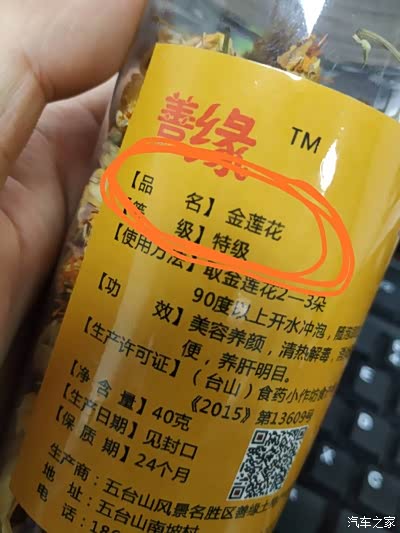 善缘 TM
【品 名】金莲花
【等 级】特级
【使用方法】取金莲花2—3朵
90度以上开水冲泡，
【功 效】美容养颜，清热解毒，
便，养肝明目。
【生产许可证】（台山）食药小作坊
《2015》第13609号
【净 含 量】40克
【生产日期】见封口
【保 质 期】24个月
生产商：五台山风景名胜区善缘土
地 址：五台山南坡村
电 话：186
汽车之家